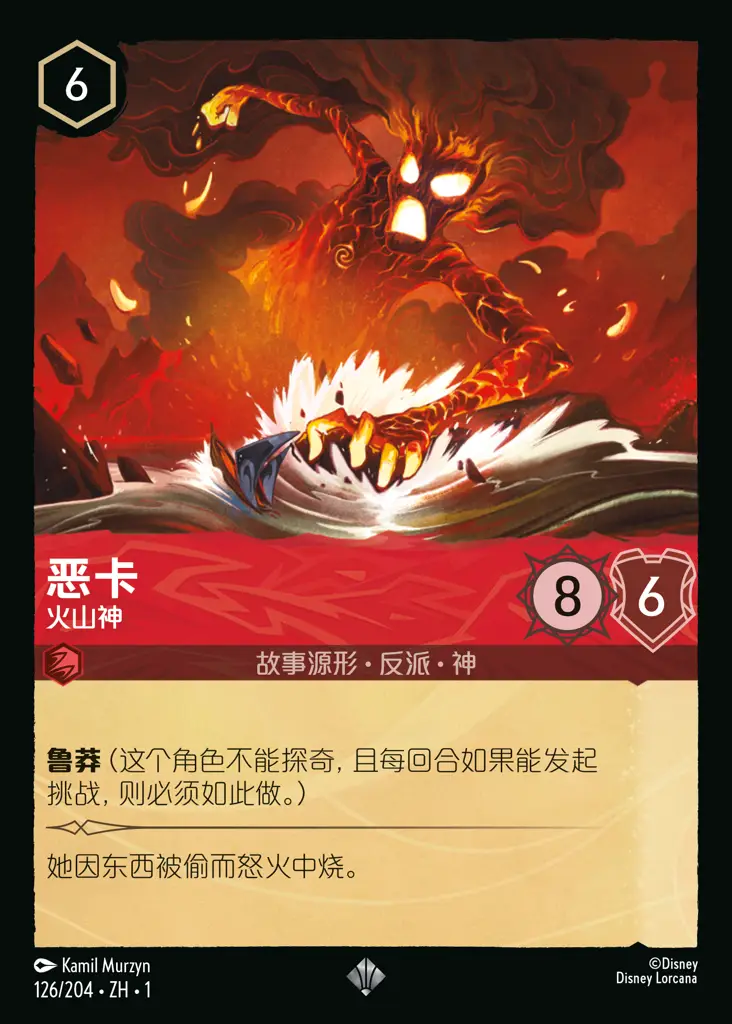 6
恶卡
火山神
8
6
故事源形 • 反派 • 神
鲁莽 (这个角色不能探奇, 且每回合如果能发起
挑战, 则必须如此做。)
她因东西被偷而怒火中烧。
Kamil Murzyn
126/204 • ZH • 1
©Disney
Disney Lorcana